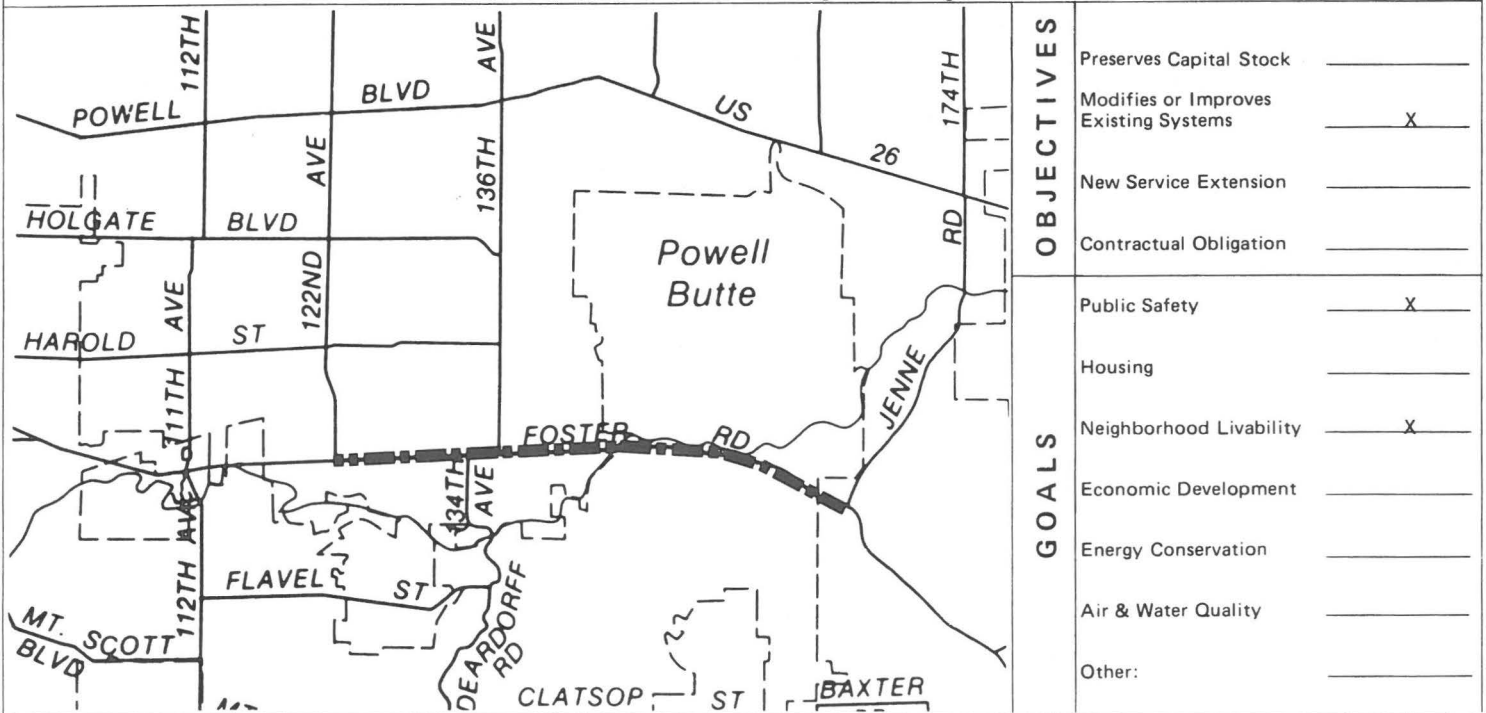 112TH
AVE
136TH
174TH
POWELL
BLVD
US
26
AVE
HOLGATE BLVD
RD
Powell
Butte
122ND
AVE
HAROLD ST
111TH
JENNE
FOSTER RD
134TH
AVE
112TH AVE
FLAVEL ST
DEARDORFF
RD
MT. SCOTT
BLVD
CLATSOP ST
BAXTER
OBJECTIVES
Preserves Capital Stock
Modifies or Improves
Existing Systems X
New Service Extension
Contractual Obligation
GOALS
Public Safety X
Housing
Neighborhood Livability X
Economic Development
Energy Conservation
Air & Water Quality
Other: